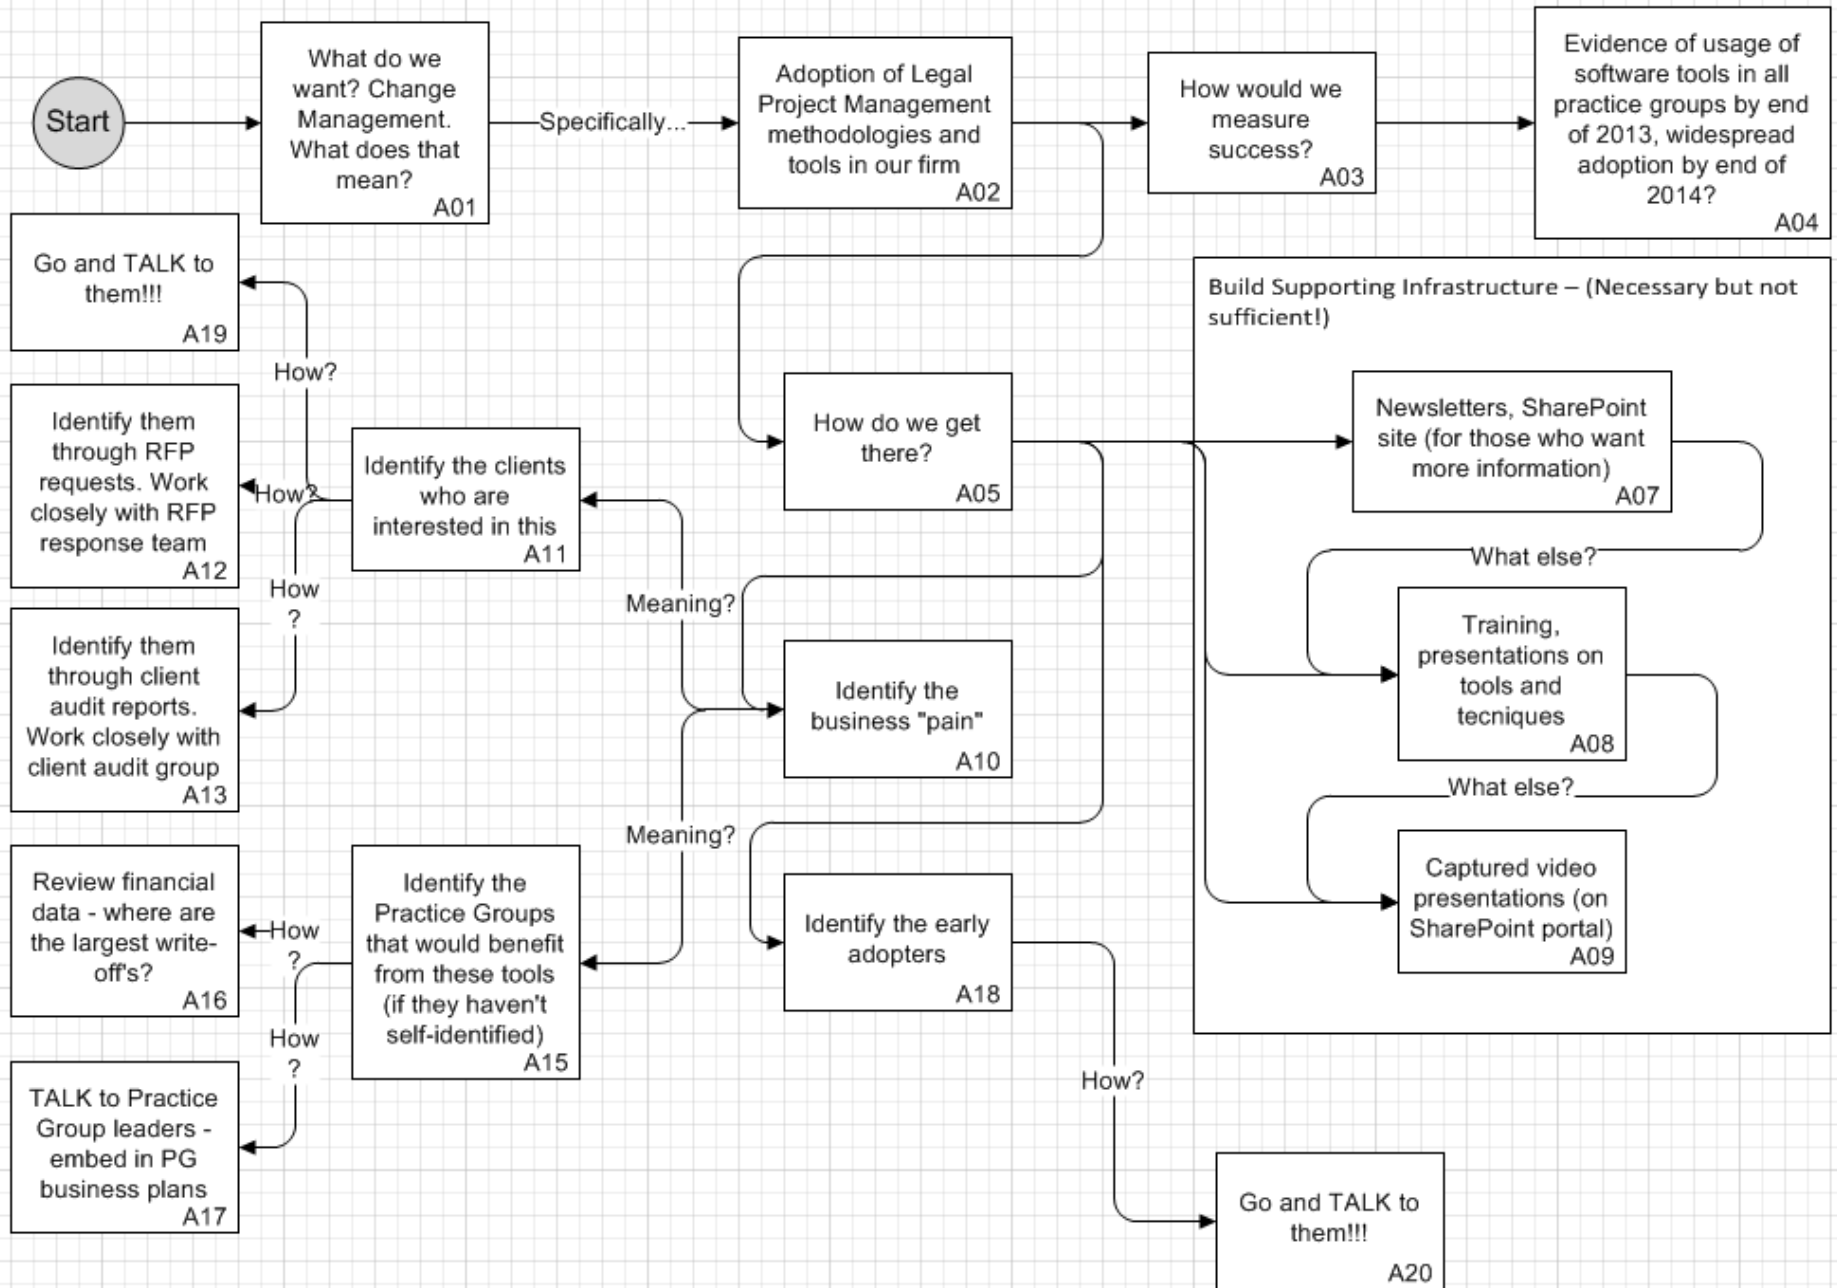 Start
What do we
want? Change
Management.
What does that
mean?
A01
Specifically...
Adoption of Legal
Project Management
methodologies and
tools in our firm
A02
How would we
measure
success?
A03
Evidence of usage of
software tools in all
practice groups by end
of 2013, widespread
adoption by end of
2014?
A04
Go and TALK to
them!!!
A19
How?
Identify them
through RFP
requests. Work
closely with RFP
response team
A12
How?
Identify the clients
who are
interested in this
A11
How
?
Identify them
through client
audit reports.
Work closely with
client audit group
A13
How do we get
there?
A05
Meaning?
Identify the
business "pain"
A10
Meaning?
Build Supporting Infrastructure – (Necessary but not
sufficient!)
Newsletters, SharePoint
site (for those who want
more information)
A07
What else?
Training,
presentations on
tools and
tecniques
A08
What else?
Captured video
presentations (on
SharePoint portal)
A09
Review financial
data - where are
the largest write-
off's?
A16
How
?
Identify the
Practice Groups
that would benefit
from these tools
(if they haven't
self-identified)
A15
How
?
TALK to Practice
Group leaders -
embed in PG
business plans
A17
Identify the early
adopters
A18
How?
Go and TALK to
them!!!
A20